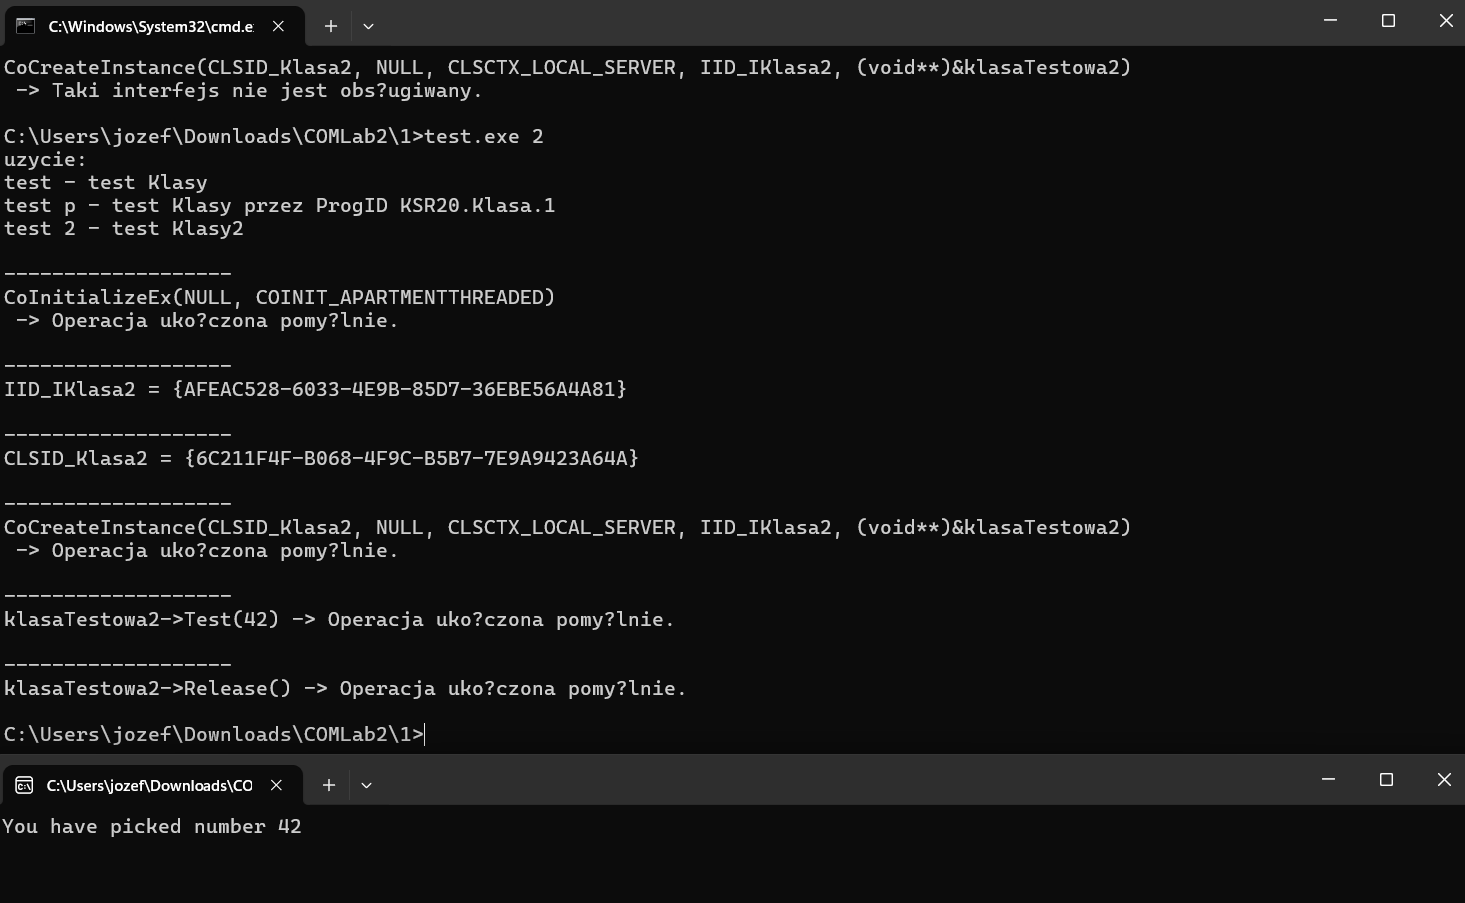 C:\Windows\System32\cmd.e
CoCreateInstance(CLSID_Klasa2, NULL, CLSCTX_LOCAL_SERVER, IID_IKlasa2, (void**)&klasaTestowa2)
-> Taki interfejs nie jest obs?ugiwany.
C:\Users\jozef\Downloads\COMLab2\1>test.exe 2
uzycie:
test - test Klasy
test p - test Klasy przez ProgID KSR20.Klasa.1
test 2 - test Klasy2
-------------------
CoInitializeEx(NULL, COINIT_APARTMENTTHREADED)
-> Operacja uko?czona pomy?lnie.
-------------------
IID_IKlasa2 = {AFEAC528-6033-4E9B-85D7-36EBE56A4A81}
-------------------
CLSID_Klasa2 = {6C211F4F-B068-4F9C-B5B7-7E9A9423A64A}
-------------------
CoCreateInstance(CLSID_Klasa2, NULL, CLSCTX_LOCAL_SERVER, IID_IKlasa2, (void**)&klasaTestowa2)
-> Operacja uko?czona pomy?lnie.
-------------------
klasaTestowa2->Test(42) -> Operacja uko?czona pomy?lnie.
-------------------
klasaTestowa2->Release() -> Operacja uko?czona pomy?lnie.
C:\Users\jozef\Downloads\COMLab2\1>
C:\Users\jozef\Downloads\CO
You have picked number 42